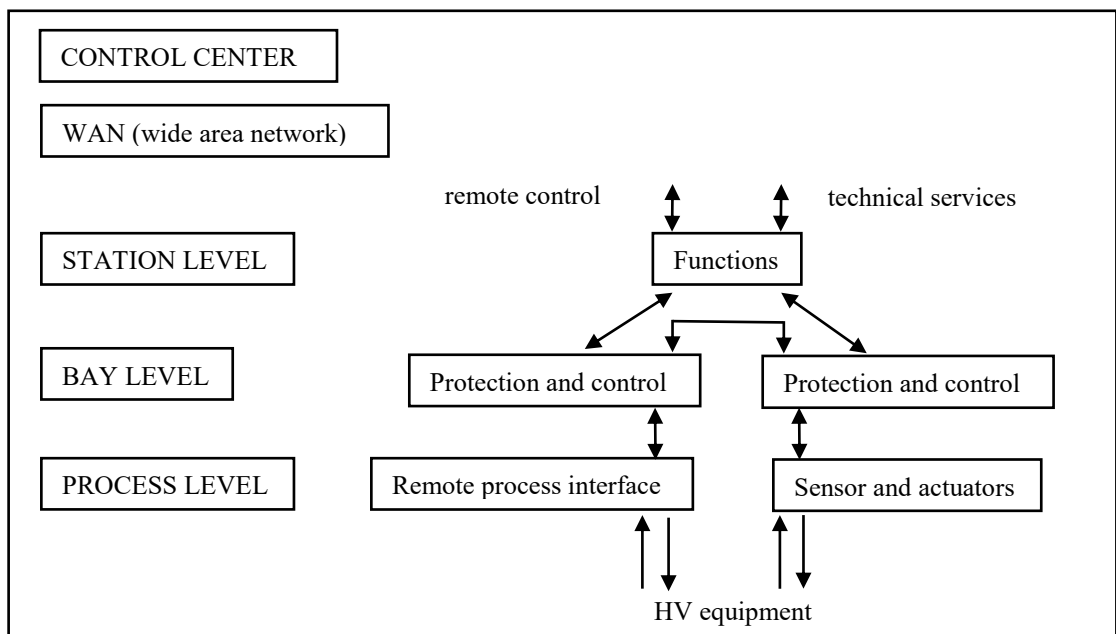 CONTROL CENTER
WAN (wide area network)
remote control
technical services
STATION LEVEL
Functions
BAY LEVEL
Protection and control
Protection and control
PROCESS LEVEL
Remote process interface
Sensor and actuators
HV equipment